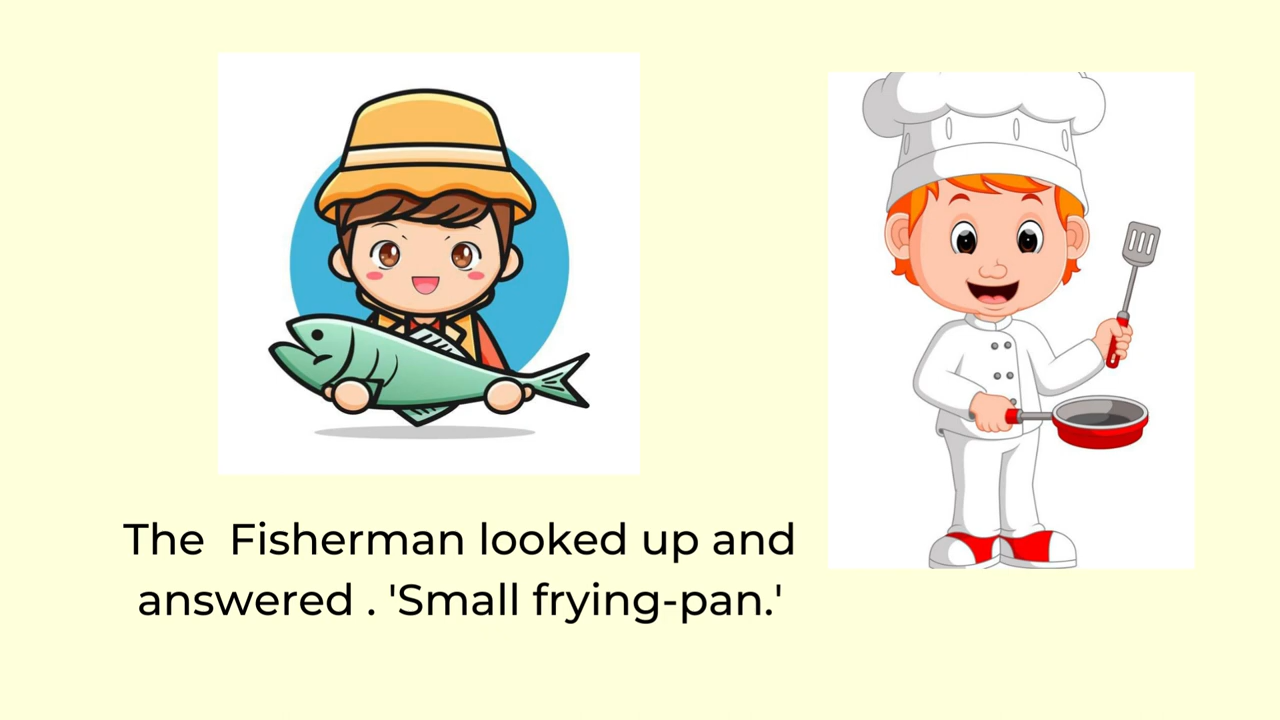 The  Fisherman looked up and
answered . 'Small frying-pan.'